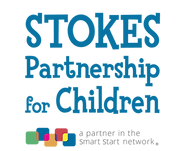 STOKES
Partnership
for Children
a partner in the
Smart Start network®